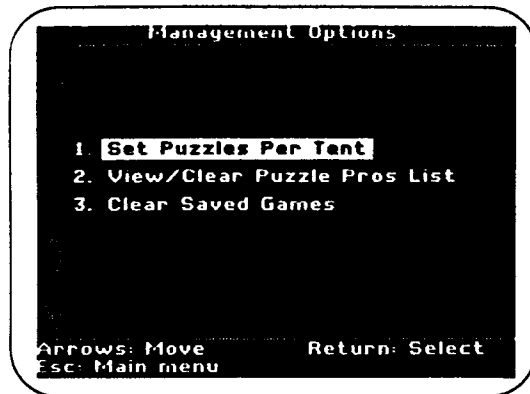 Management Options
1. Set Puzzles Per Tent
2. View/Clear Puzzle Pros List
3. Clear Saved Games
Arrows: Move Return: Select
Esc: Main menu